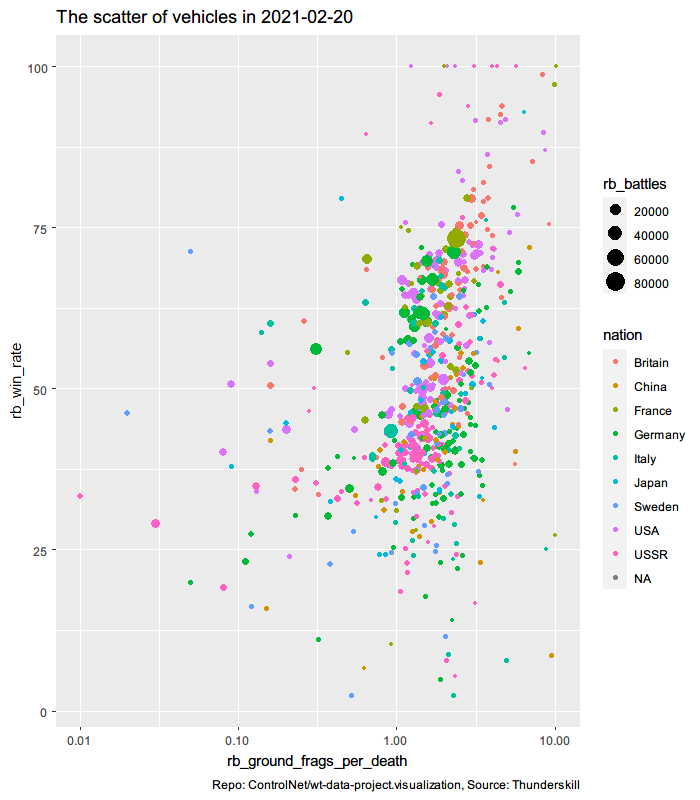 The scatter of vehicles in 2021-02-20
100
75
50
25
0
rb_win_rate
0.01
0.10
1.00
10.00
rb_ground_frags_per_death
rb_battles
20000
40000
60000
80000
nation
Britain
China
France
Germany
Italy
Japan
Sweden
USA
USSR
NA
Repo: ControlNet/wt-data-project.visualization, Source: Thunderskill